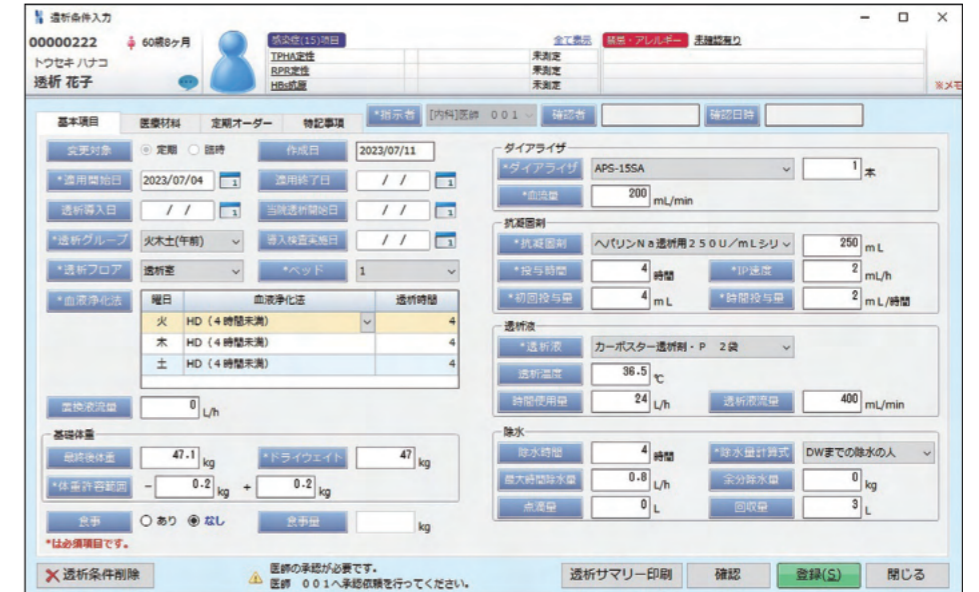 透析条件入力
00000222 60歳8ヶ月
トウセキ ハナコ
透析 花子
感染症(15)項目 全て表示
TPHA定性 未測定
RPR定性 未測定
HBs抗原 未測定
禁忌・アレルギー 未確認有り
※メモ
基本項目 医療材料 定期オーダー 特記事項 *指示者 [内科]医師 001 確認者 確認日時
変更対象 定期 臨時 作成日 2023/07/11
*適用開始日 2023/07/04 1 適用終了日 / / 1
透析導入日 / / 1 当院透析開始日 / / 1
*透析グループ 火木土(午前) 導入検査実施日 / / 1
*透析フロア 透析室 *ベッド 1
*血液浄化法 曜日 血液浄化法 透析時間
火 HD(4時間未満) 4
木 HD(4時間未満) 4
土 HD(4時間未満) 4
置換液流量 0 L/h
基礎体重
最終後体重 47.1 kg *ドライウェイト 47 kg
*体重許容範囲 - 0.2 kg + 0.2 kg
食事 あり なし 食事量 kg
*は必須項目です。
ダイアライザ
*ダイアライザ APS-15SA 1 本
*血流量 200 mL/min
抗凝固剤
*抗凝固剤 ヘパリンNa透析用250U/mLシリ 250 mL
*投与時間 4 時間 *IP速度 2 mL/h
*初回投与量 4 mL *時間投与量 2 mL/時間
透析液
*透析液 カーボスター透析剤・P 2袋
透析温度 36.5 ℃
時間使用量 24 L/h 透析液流量 400 mL/min
除水
除水時間 4 時間 *除水量計算式 DWまでの除水の人
最大時間除水量 0.8 L/h 余分除水量 0 kg
点滴量 0 L 回収量 3 L
透析条件削除
医師の承認が必要です。
医師 001へ承認依頼を行ってください。
透析サマリー印刷 確認 登録(S) 閉じる